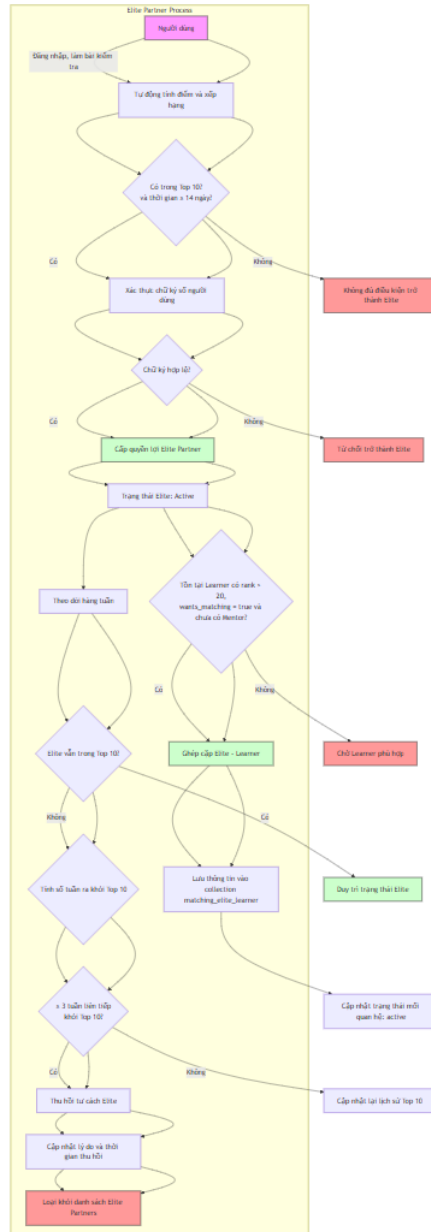 Elite Partner Process
Người dùng
Đăng nhập, làm bài kiểm
tra
Tự động tính điểm và xếp
hạng
Có trong Top 10?
và thời gian ≥ 14 ngày?
Có
Không
Xác thực chữ ký số người
dùng
Không đủ điều kiện trở
thành Elite
Chữ ký hợp lệ?
Có
Không
Cấp quyền lợi Elite Partner
Từ chối trở thành Elite
Trạng thái Elite: Active
Theo dõi hàng tuần
Tồn tại Learner có rank >
20,
wants_matching = true và
chưa có Mentor?
Có
Không
Elite vẫn trong Top 10?
Ghép cặp Elite - Learner
Chờ Learner phù hợp
Không
Có
Tính số tuần ra khỏi Top 10
Lưu thông tin vào
collection
matching_elite_learner
Duy trì trạng thái Elite
≥ 3 tuần liên tiếp
khỏi Top 10?
Cập nhật trạng thái mối
quan hệ: active
Có
Không
Thu hồi tư cách Elite
Cập nhật lại lịch sử Top 10
Cập nhật lý do và thời
gian thu hồi
Loại khỏi danh sách Elite
Partners